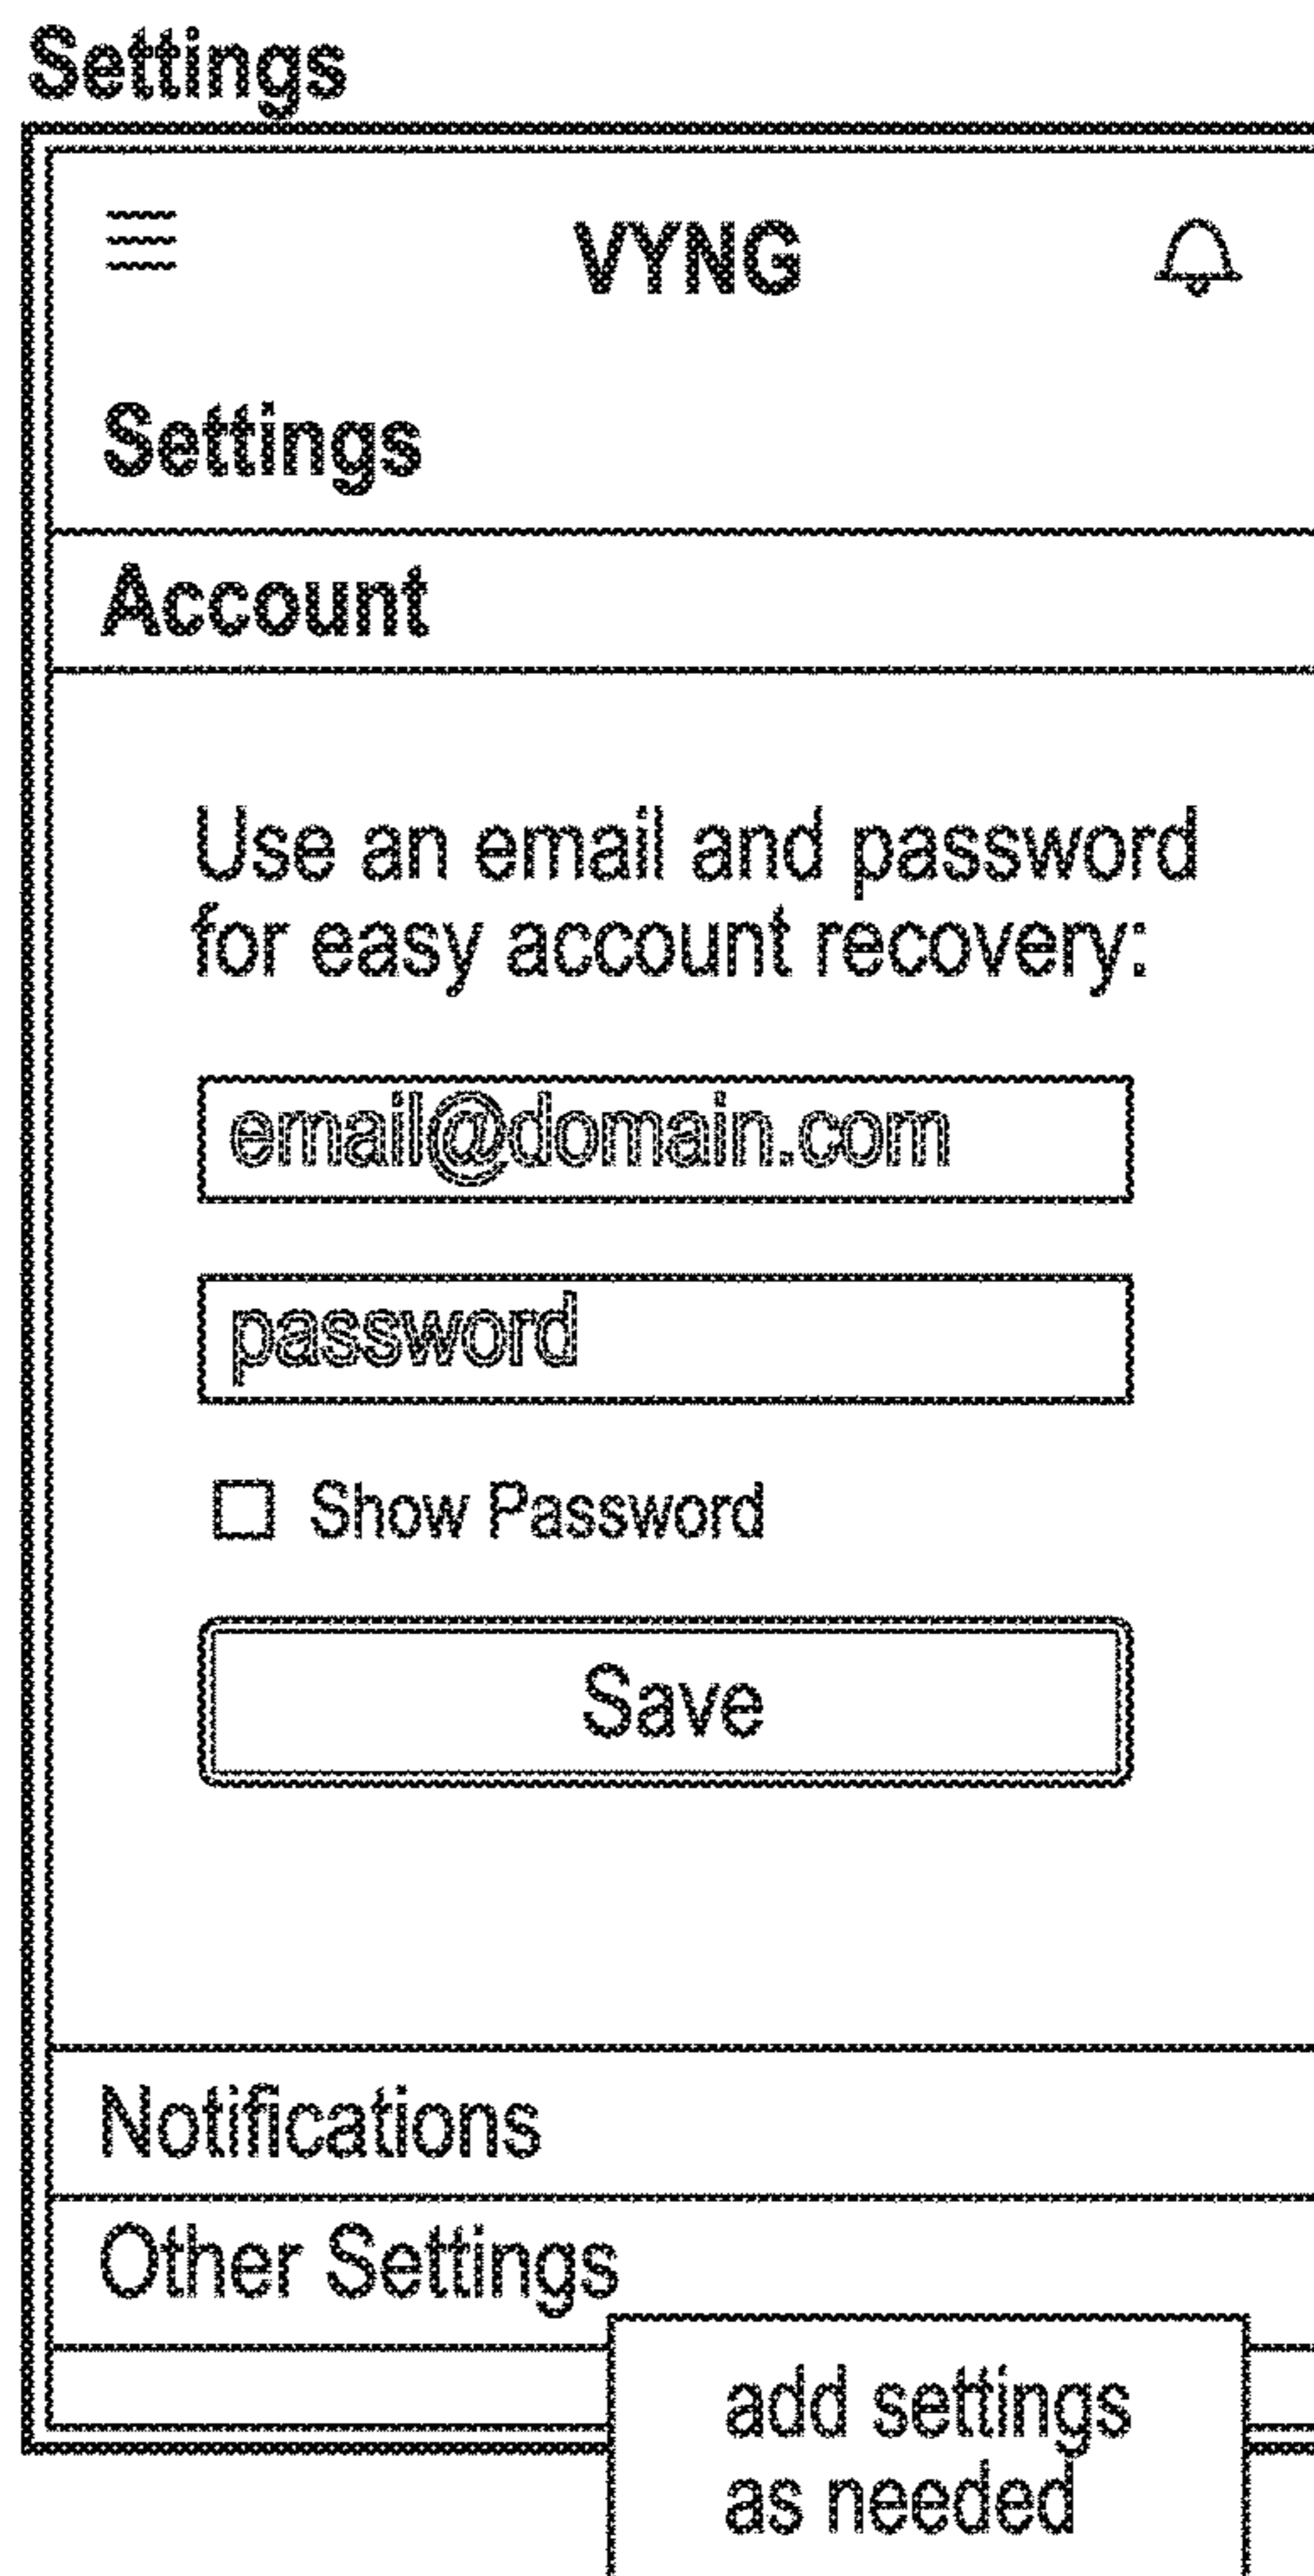 Settings
VYNG
Settings
Account
Use an email and password
for easy account recovery:
email@domain.com
password
Show Password
Save
Notifications
Other Settings
add settings
as needed